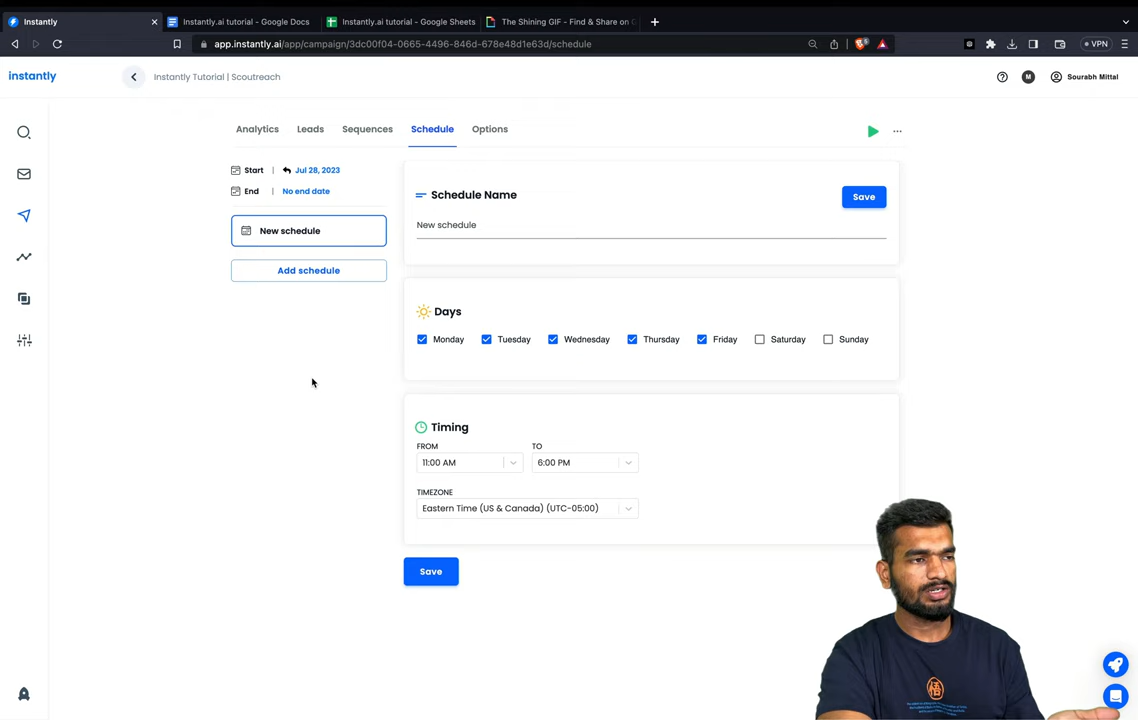 Instantly
Instantly.ai tutorial - Google Docs
Instantly.ai tutorial - Google Sheets
The Shining GIF - Find & Share on G
app.instantly.ai/app/campaign/3dc00f04-0665-4496-846d-678e48d1e63d/schedule
VPN
instantly
Instantly Tutorial | Scoutreach
M
Sourabh Mittal
Analytics
Leads
Sequences
Schedule
Options
Start | Jul 28, 2023
End | No end date
New schedule
Add schedule
Schedule Name
Save
New schedule
Days
Monday
Tuesday
Wednesday
Thursday
Friday
Saturday
Sunday
Timing
FROM
TO
11:00 AM
6:00 PM
TIMEZONE
Eastern Time (US & Canada) (UTC-05:00)
Save